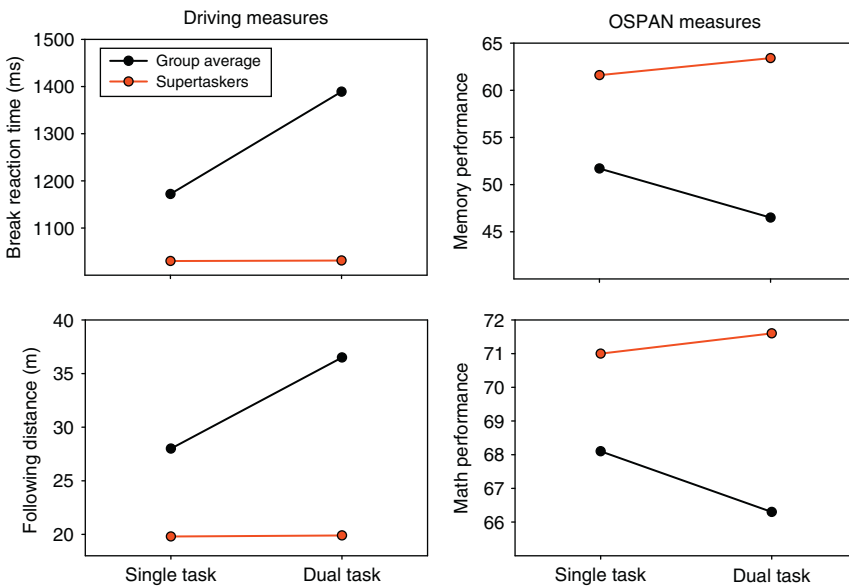 Driving measures
OSPAN measures
Break reaction time (ms)
1500
1400
1300
1200
1100
Group average
Supertaskers
Memory performance
65
60
55
50
45
Following distance (m)
40
35
30
25
20
Single task
Dual task
Math performance
72
71
70
69
68
67
66
Single task
Dual task